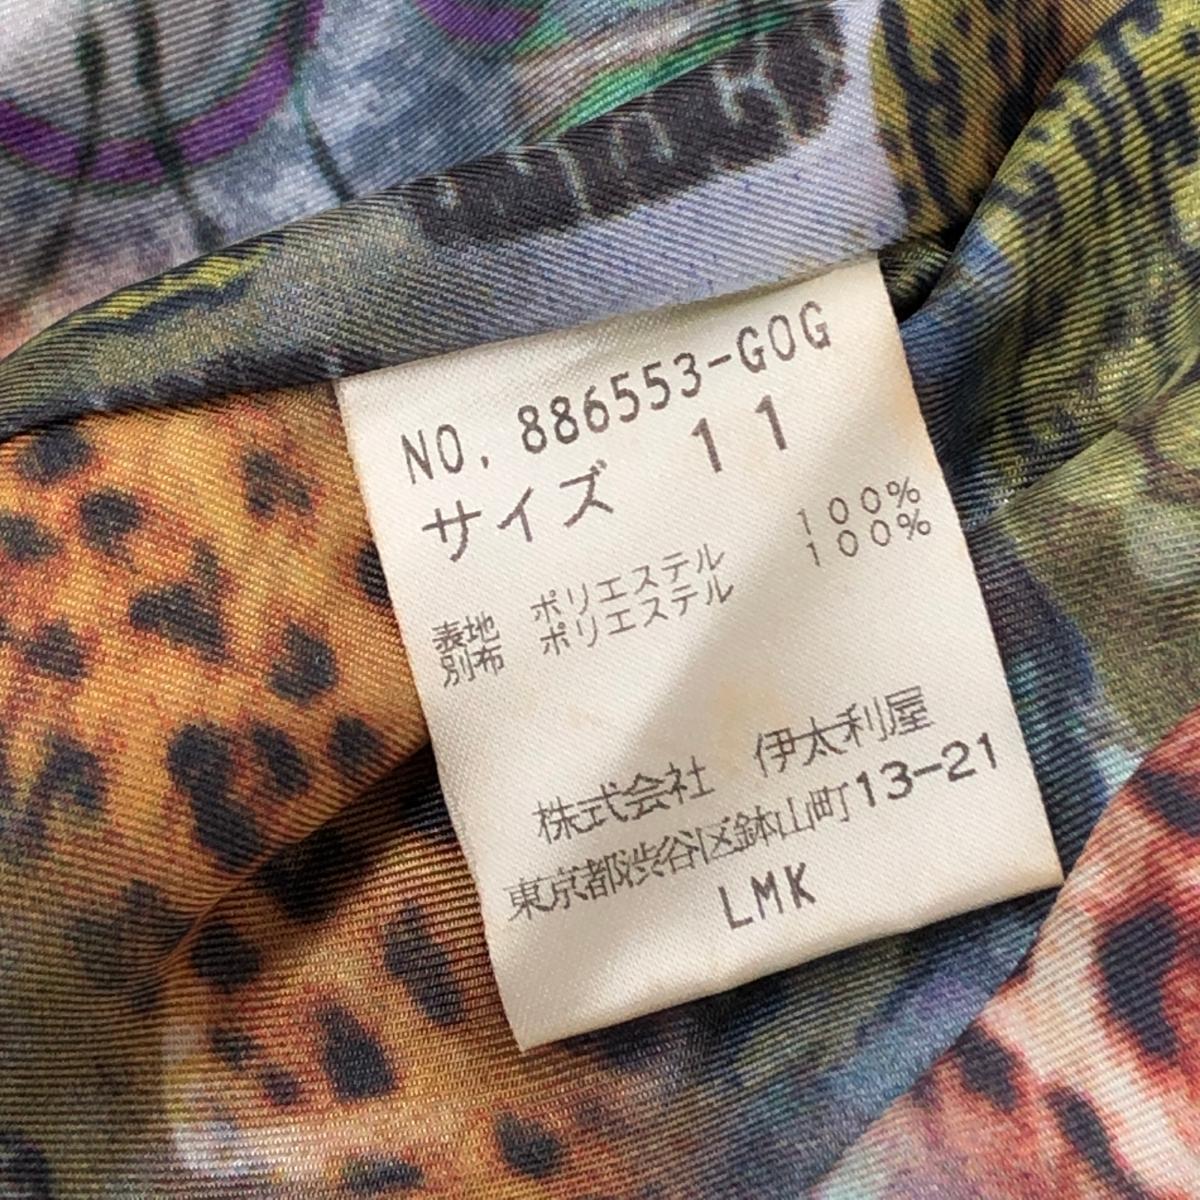 NO. 886553-GOG
サイズ 11
表地 ポリエステル 100%
別布 ポリエステル 100%
株式会社 伊太利屋
東京都渋谷区鉢山町13-21
LMK